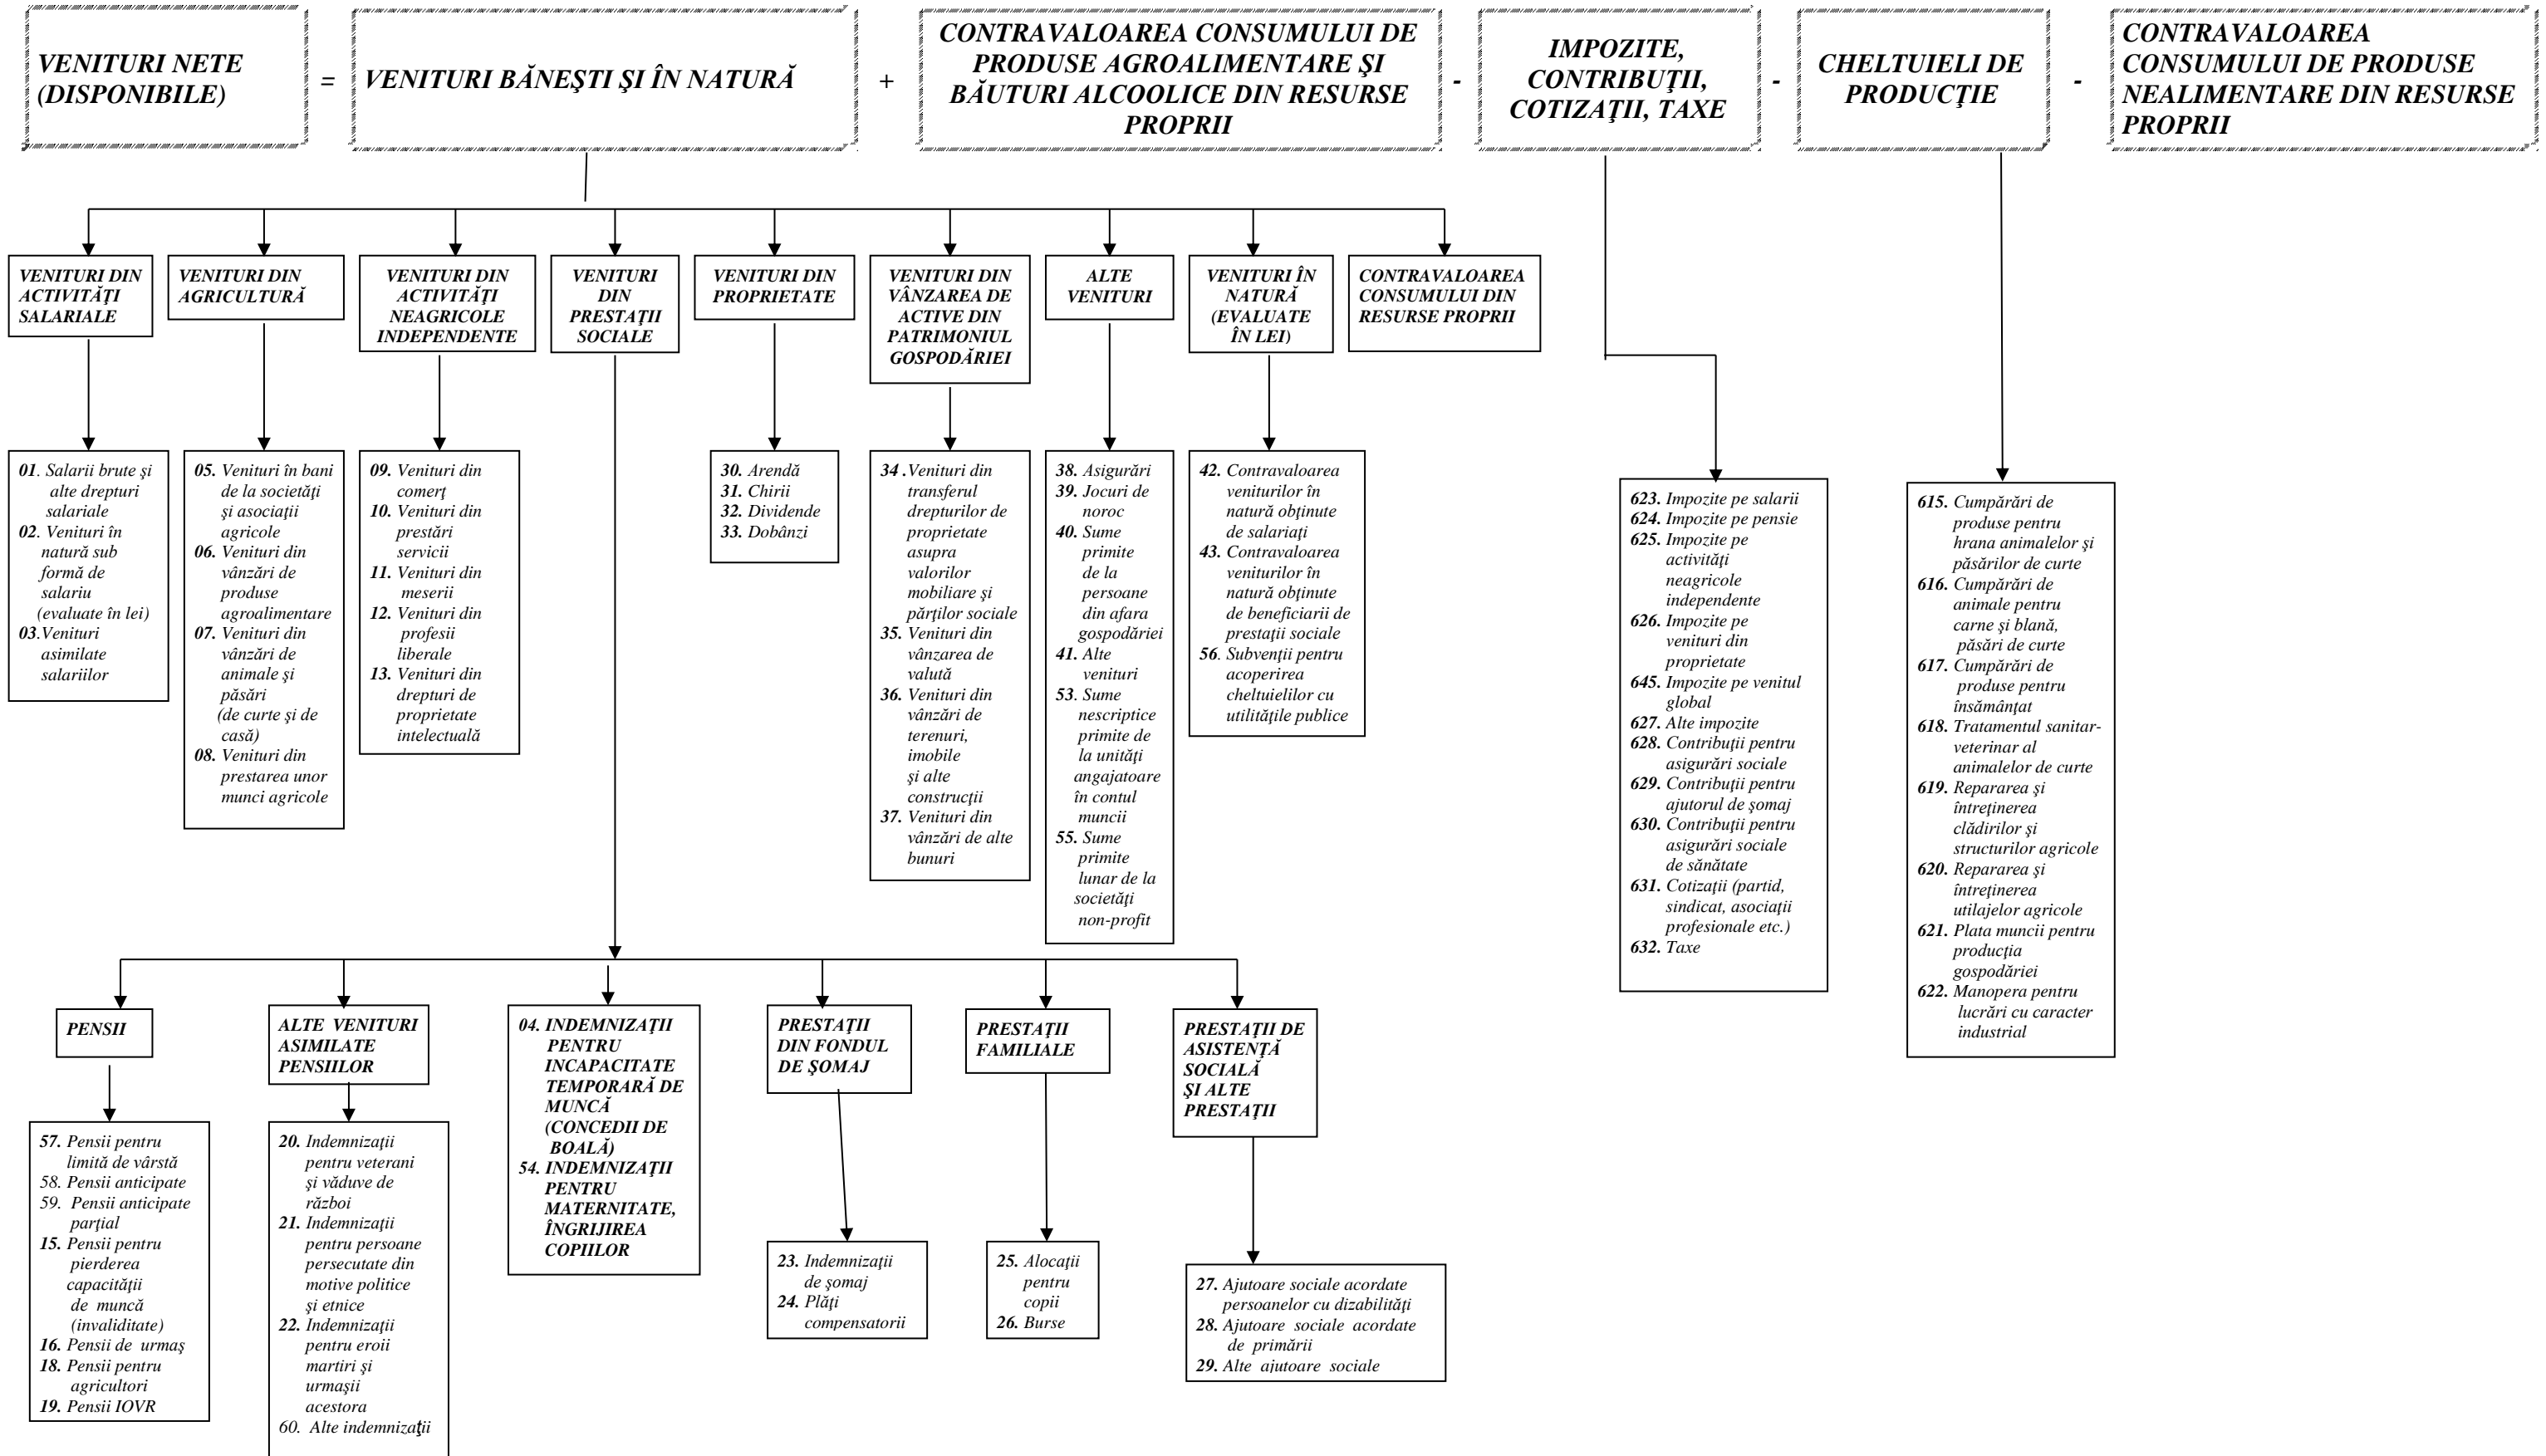 VENITURI NETE
(DISPONIBILE)
=
VENITURI BĂNEŞTI ŞI ÎN NATURĂ
+
CONTRAVALOAREA CONSUMULUI DE
PRODUSE AGROALIMENTARE ŞI
BĂUTURI ALCOOLICE DIN RESURSE
PROPRII
-
IMPOZITE,
CONTRIBUŢII,
COTIZAŢII, TAXE
-
CHELTUIELI DE
PRODUCŢIE
-
CONTRAVALOAREA
CONSUMULUI DE PRODUSE
NEALIMENTARE DIN RESURSE
PROPRII
VENITURI DIN
ACTIVITĂŢI
SALARIALE
VENITURI DIN
AGRICULTURĂ
VENITURI DIN
ACTIVITĂŢI
NEAGRICOLE
INDEPENDENTE
VENITURI
DIN
PRESTAŢII
SOCIALE
VENITURI DIN
PROPRIETATE
VENITURI DIN
VÂNZAREA DE
ACTIVE DIN
PATRIMONIUL
GOSPODĂRIEI
ALTE
VENITURI
VENITURI ÎN
NATURĂ
(EVALUATE
ÎN LEI)
CONTRAVALOAREA
CONSUMULUI DIN
RESURSE PROPRII
01. Salarii brute şi
alte drepturi
salariale
02. Venituri în
natură sub
formă de
salariu
(evaluate în lei)
03.Venituri
asimilate
salariilor
05. Venituri în bani
de la societăţi
şi asociaţii
agricole
06. Venituri din
vânzări de
produse
agroalimentare
07. Venituri din
vânzări de
animale şi
păsări
(de curte şi de
casă)
08. Venituri din
prestarea unor
munci agricole
09. Venituri din
comerţ
10. Venituri din
prestări
servicii
11. Venituri din
meserii
12. Venituri din
profesii
liberale
13. Venituri din
drepturi de
proprietate
intelectuală
30. Arendă
31. Chirii
32. Dividende
33. Dobânzi
34 .Venituri din
transferul
drepturilor de
proprietate
asupra
valorilor
mobiliare şi
părţilor sociale
35. Venituri din
vânzarea de
valută
36. Venituri din
vânzări de
terenuri,
imobile
şi alte
construcţii
37. Venituri din
vânzări de alte
bunuri
38. Asigurări
39. Jocuri de
noroc
40. Sume
primite
de la
persoane
din afara
gospodăriei
41. Alte
venituri
53. Sume
nescriptice
primite de
la unităţi
angajatoare
în contul
muncii
55. Sume
primite
lunar de la
societăţi
non-profit
42. Contravaloarea
veniturilor în
natură obţinute
de salariaţi
43. Contravaloarea
veniturilor în
natură obţinute
de beneficiarii de
prestaţii sociale
56. Subvenţii pentru
acoperirea
cheltuielilor cu
utilităţile publice
623. Impozite pe salarii
624. Impozite pe pensie
625. Impozite pe
activităţi
neagricole
independente
626. Impozite pe
venituri din
proprietate
645. Impozite pe venitul
global
627. Alte impozite
628. Contribuţii pentru
asigurări sociale
629. Contribuţii pentru
ajutorul de şomaj
630. Contribuţii pentru
asigurări sociale
de sănătate
631. Cotizaţii (partid,
sindicat, asociaţii
profesionale etc.)
632. Taxe
615. Cumpărări de
produse pentru
hrana animalelor şi
păsărilor de curte
616. Cumpărări de
animale pentru
carne şi blană,
păsări de curte
617. Cumpărări de
produse pentru
însămânţat
618. Tratamentul sanitar-
veterinar al
animalelor de curte
619. Repararea şi
întreţinerea
clădirilor şi
structurilor agricole
620. Repararea şi
întreţinerea
utilajelor agricole
621. Plata muncii pentru
producţia
gospodăriei
622. Manopera pentru
lucrări cu caracter
industrial
PENSII
ALTE VENITURI
ASIMILATE
PENSIILOR
04. INDEMNIZAŢII
PENTRU
INCAPACITATE
TEMPORARĂ DE
MUNCĂ
(CONCEDII DE
BOALĂ)
54. INDEMNIZAŢII
PENTRU
MATERNITATE,
ÎNGRIJIREA
COPIILOR
PRESTAŢII
DIN FONDUL
DE ŞOMAJ
PRESTAŢII
FAMILIALE
PRESTAŢII DE
ASISTENŢĂ
SOCIALĂ
ŞI ALTE
PRESTAŢII
57. Pensii pentru
limită de vârstă
58. Pensii anticipate
59. Pensii anticipate
parţial
15. Pensii pentru
pierderea
capacităţii
de muncă
(invaliditate)
16. Pensii de urmaş
18. Pensii pentru
agricultori
19. Pensii IOVR
20. Indemnizaţii
pentru veterani
şi văduve de
război
21. Indemnizaţii
pentru persoane
persecutate din
motive politice
şi etnice
22. Indemnizaţii
pentru eroii
martiri şi
urmaşii
acestora
60. Alte indemnizaţii
23. Indemnizaţii
de şomaj
24. Plăţi
compensatorii
25. Alocaţii
pentru
copii
26. Burse
27. Ajutoare sociale acordate
persoanelor cu dizabilităţi
28. Ajutoare sociale acordate
de primării
29. Alte ajutoare sociale